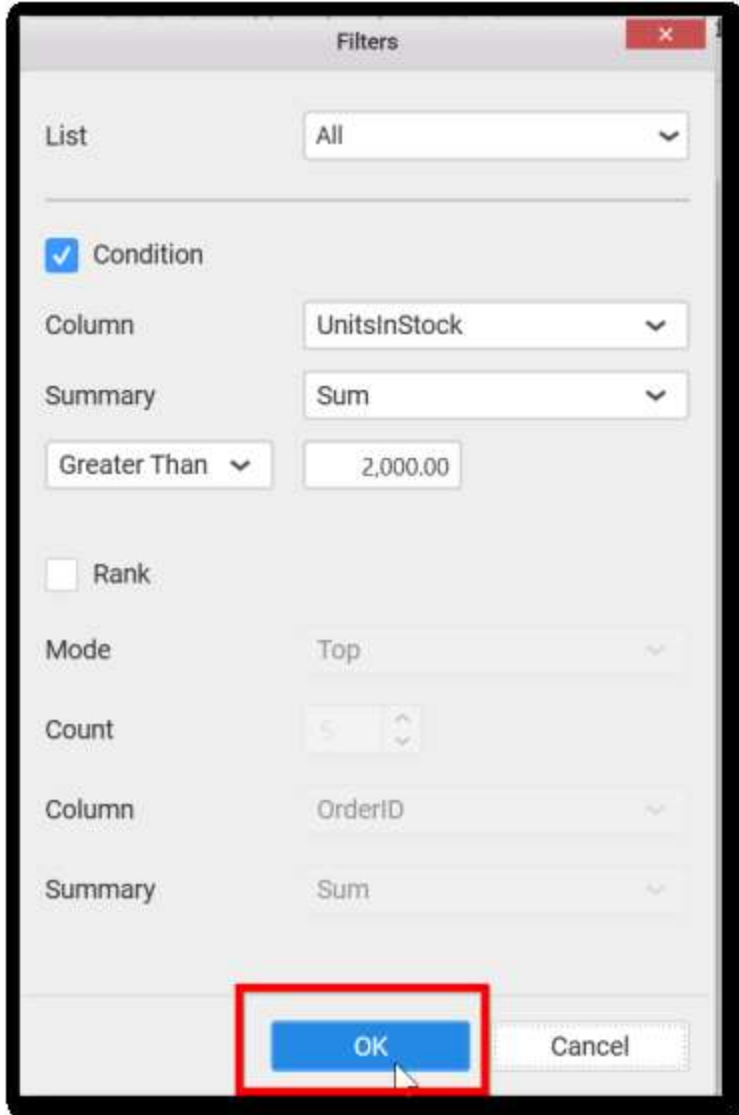 Filters
List All
Condition
Column UnitsInStock
Summary Sum
Greater Than 2,000.00
Rank
Mode Top
Count 5
Column OrderID
Summary Sum
OK Cancel